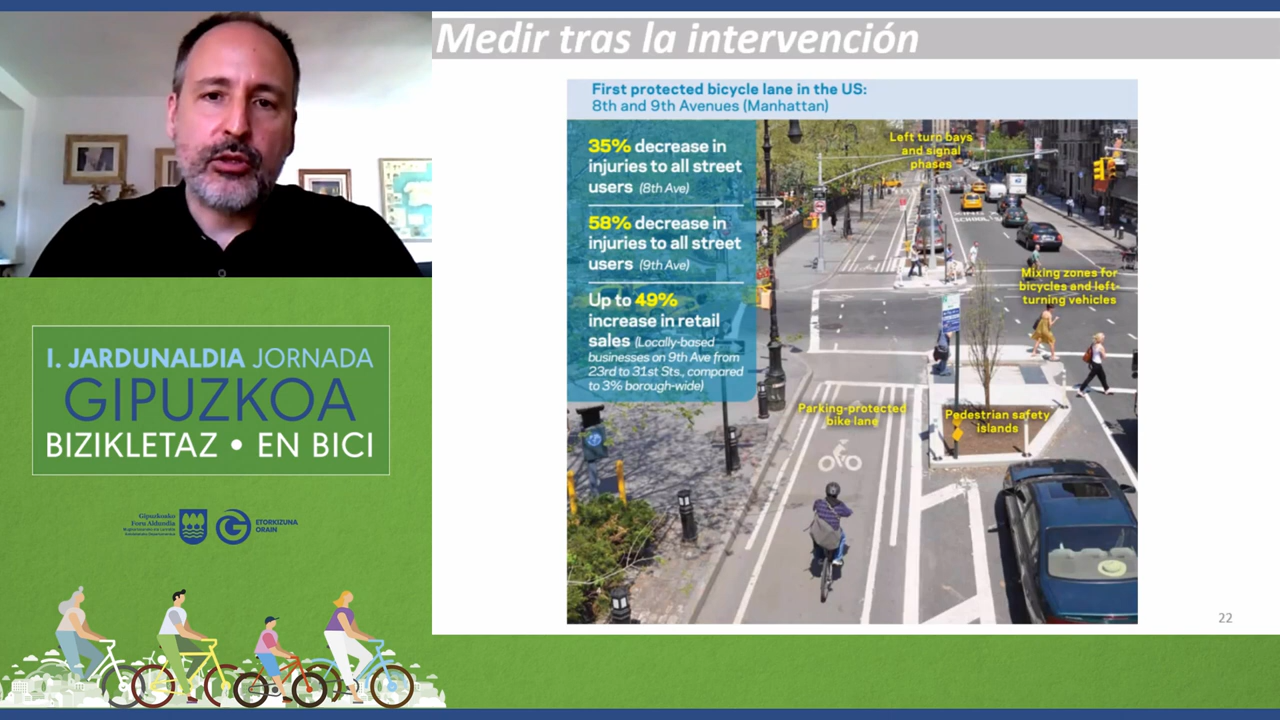 Medir tras la intervención
First protected bicycle lane in the US:
8th and 9th Avenues (Manhattan)
35% decrease in
injuries to all street
users (8th Ave)
58% decrease in
injuries to all street
users (9th Ave)
Up to 49%
increase in retail
sales (Locally-based
businesses on 9th Ave from
23rd to 31st Sts., compared
to 3% borough-wide)
Left turn bays
and signal
phases
Mixing zones for
bicycles and left-
turning vehicles
Parking-protected
bike lane
Pedestrian safety
islands
22
I. JARDUNALDIA JORNADA
GIPUZKOA
BIZIKLETAZ • EN BICI
Gipuzkoako
Foru Aldundia
ETORKIZUNA
ORAIN